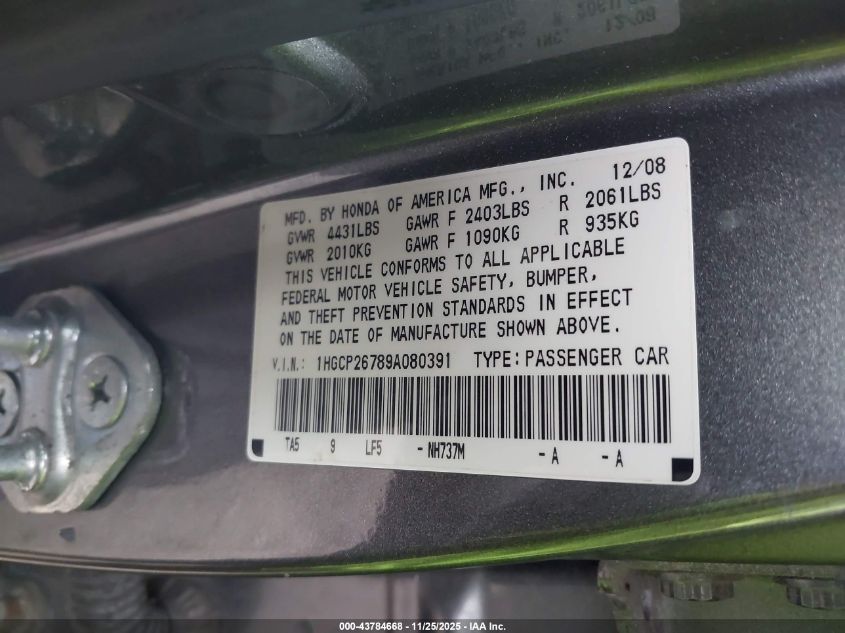 MFD. BY HONDA OF AMERICA MFG., INC. 12/08
GVWR 4431LBS GAWR F 2403LBS R 2061LBS
GVWR 2010KG GAWR F 1090KG R 935KG
THIS VEHICLE CONFORMS TO ALL APPLICABLE
FEDERAL MOTOR VEHICLE SAFETY, BUMPER,
AND THEFT PREVENTION STANDARDS IN EFFECT
ON THE DATE OF MANUFACTURE SHOWN ABOVE.
V.I.N.: 1HGCP26789A080391 TYPE: PASSENGER CAR
TA5 9 LF5 - NH737M - A - A
000-43784668 - 11/25/2025 - IAA Inc.